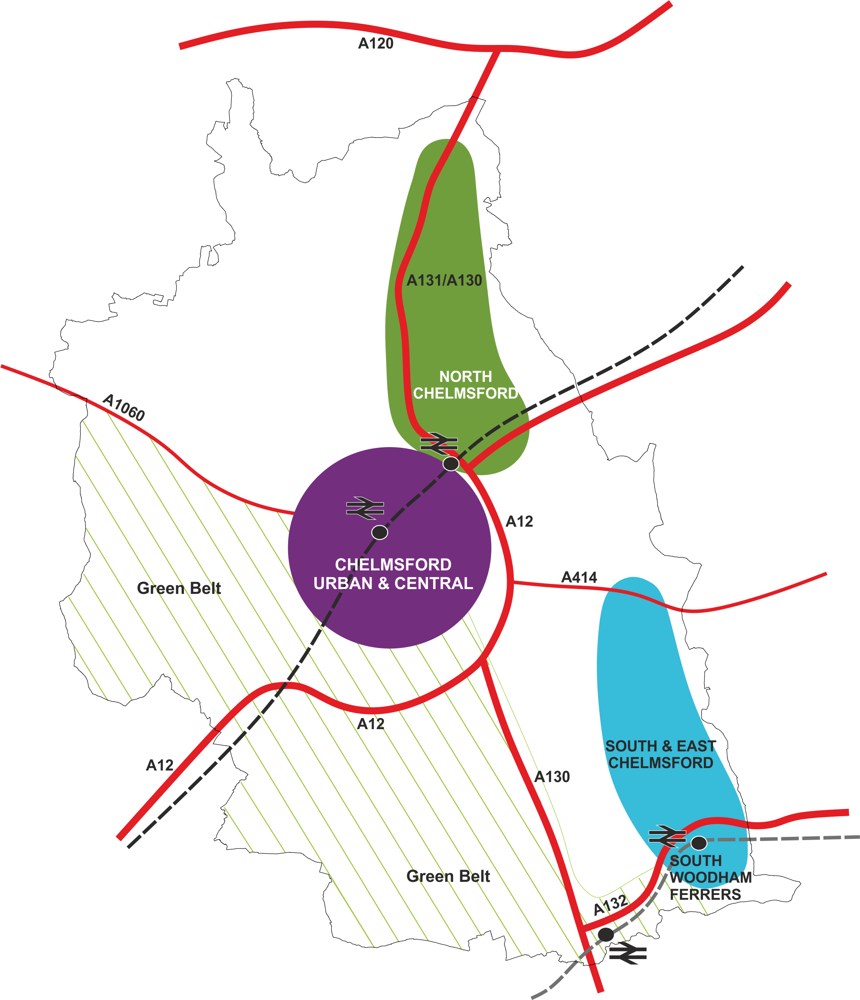 A120
A131/A130
NORTH
CHELMSFORD
A1060
A12
CHELMSFORD
URBAN & CENTRAL
A414
Green Belt
A12
SOUTH & EAST
CHELMSFORD
A12
A130
SOUTH
WOODHAM
FERRERS
Green Belt
A132